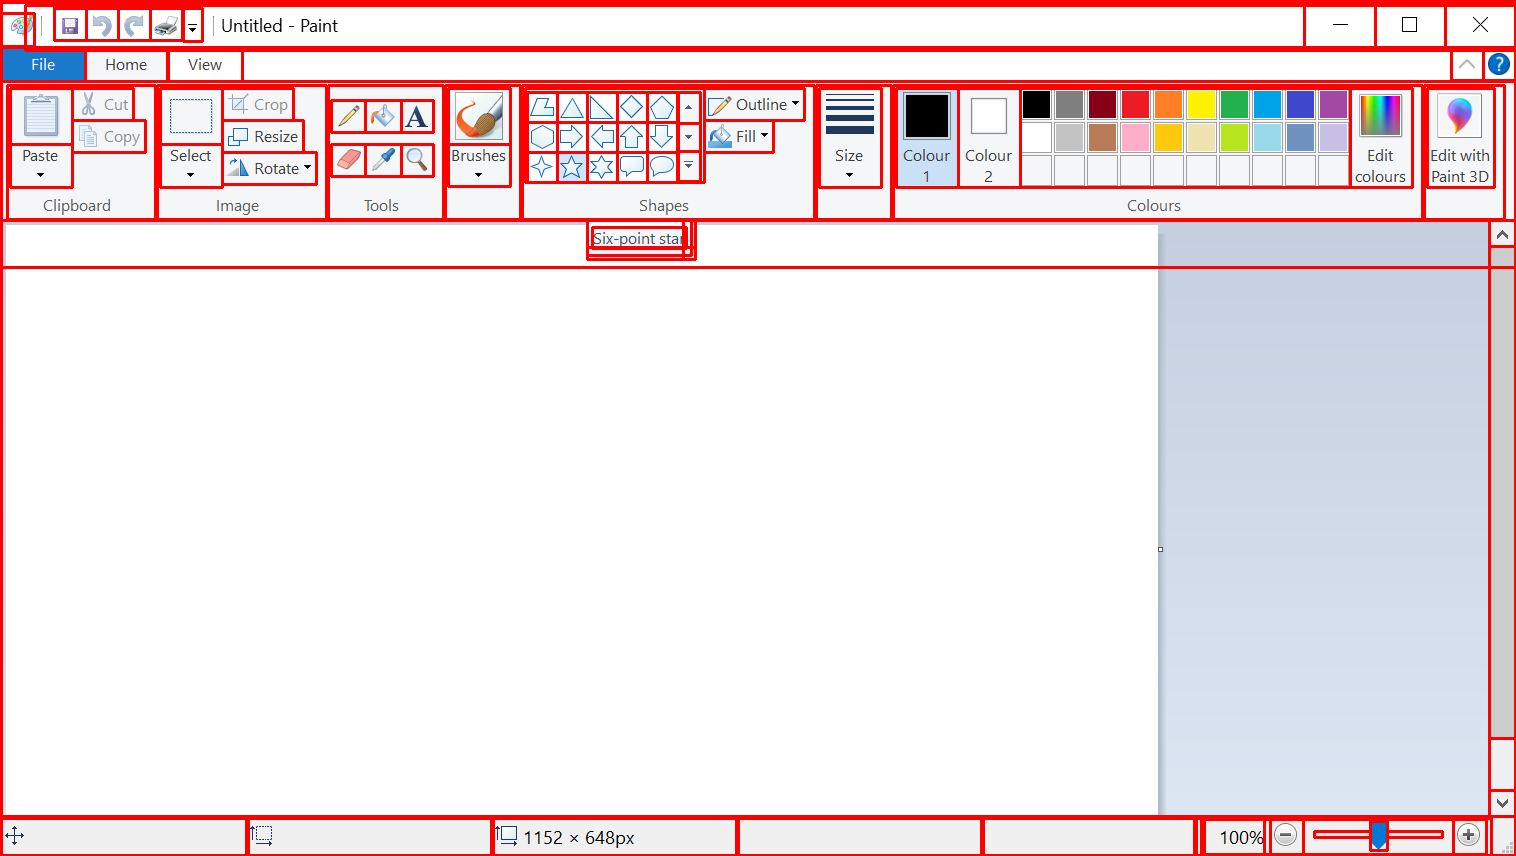 Untitled - Paint
File
Home
View
?
Paste
Cut
Copy
Clipboard
Select
Crop
Resize
Rotate
Image
A
Tools
Brushes
Outline
Fill
Shapes
Size
Colour
1
Colour
2
Edit
colours
Colours
Edit with
Paint 3D
Six-point star
1152 × 648px
100%